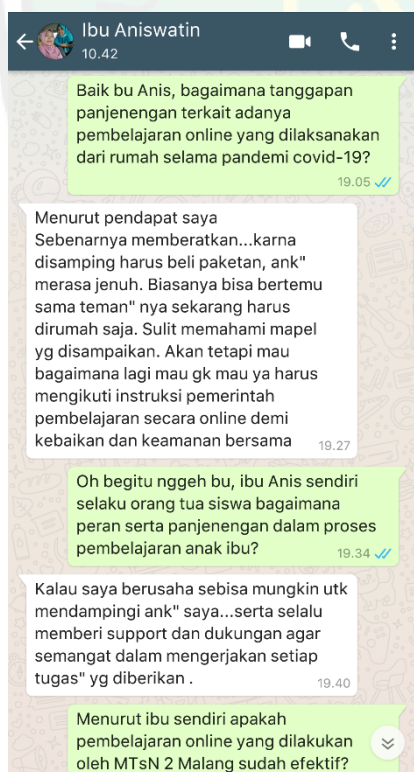 Ibu Aniswatin
10.42
Baik bu Anis, bagaimana tanggapan
panjenengan terkait adanya
pembelajaran online yang dilaksanakan
dari rumah selama pandemi covid-19?
19.05
Menurut pendapat saya
Sebenarnya memberatkan...karna
disamping harus beli paketan, ank"
merasa jenuh. Biasanya bisa bertemu
sama teman" nya sekarang harus
dirumah saja. Sulit memahami mapel
yg disampaikan. Akan tetapi mau
bagaimana lagi mau gk mau ya harus
mengikuti instruksi pemerintah
pembelajaran secara online demi
kebaikan dan keamanan bersama
19.27
Oh begitu nggeh bu, ibu Anis sendiri
selaku orang tua siswa bagaimana
peran serta panjenengan dalam proses
pembelajaran anak ibu?
19.34
Kalau saya berusaha sebisa mungkin utk
mendampingi ank" saya...serta selalu
memberi support dan dukungan agar
semangat dalam mengerjakan setiap
tugas" yg diberikan .
19.40
Menurut ibu sendiri apakah
pembelajaran online yang dilakukan
oleh MTsN 2 Malang sudah efektif?